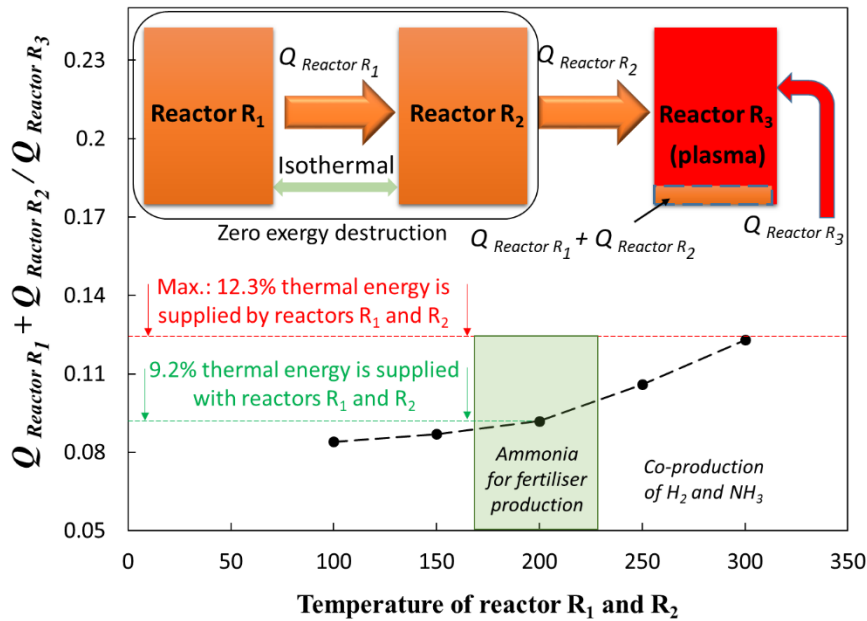 Q Reactor R1 + Q Ractor R2 / Q Reactor R3
0.23
0.2
0.17
0.14
0.11
0.08
0.05
Reactor R1
Q Reactor R1
Isothermal
Reactor R2
Zero exergy destruction
Q Reactor R2
Reactor R3
(plasma)
Q Reactor R1 + Q Reactor R2
Q Reactor R3
Max.: 12.3% thermal energy is
supplied by reactors R1 and R2
9.2% thermal energy is supplied
with reactors R1 and R2
Ammonia
for fertiliser
production
Co-production
of H2 and NH3
0 50 100 150 200 250 300 350
Temperature of reactor R1 and R2